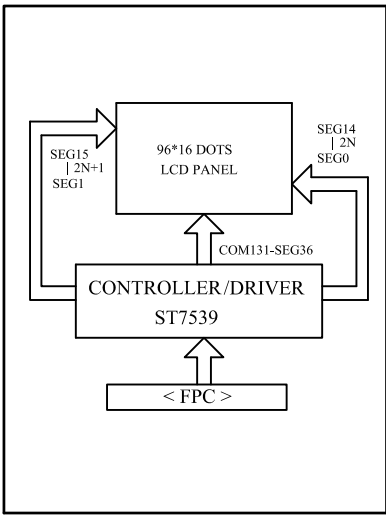 96*16 DOTS
LCD PANEL
SEG15
| 2N+1
SEG1
SEG14
| 2N
SEG0
COM131-SEG36
CONTROLLER/DRIVER
ST7539
< FPC >